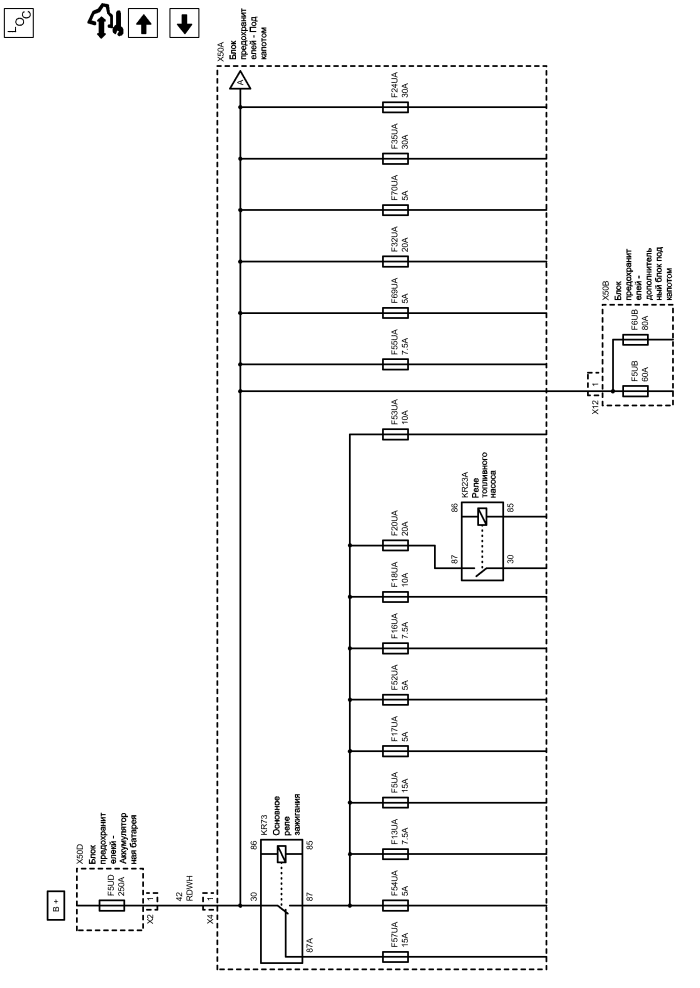 LOC
X50A
Блок
предохранит
елей - Под
капотом
A
F24UA
30A
F35UA
30A
F70UA
5A
F32UA
20A
F69UA
5A
F55UA
7.5A
X50B
Блок
предохранит
елей -
дополнитель
ный блок под
капотом
F6UB
80A
F5UB
60A
X12
1
F53UA
10A
KR23A
Реле
топливного
насоса
86
85
87
30
F20UA
20A
F18UA
10A
F16UA
7.5A
F52UA
5A
F17UA
5A
F5UA
15A
F13UA
7.5A
F54UA
5A
F57UA
15A
KR73
Основное
реле
зажигания
86
85
30
87
87A
X50D
Блок
предохранит
елей -
Аккумулятор
ная батарея
B +
F5UD
250A
X2
1
42
RDWH
X4
1